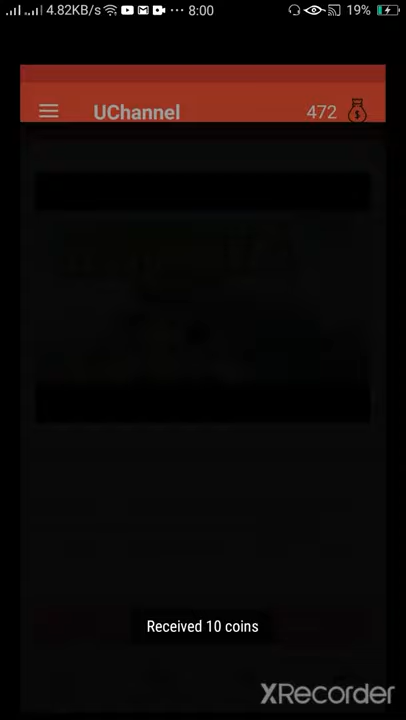 4.82KB/s ··· 8:00 19%
UChannel 472
Received 10 coins
XRecorder